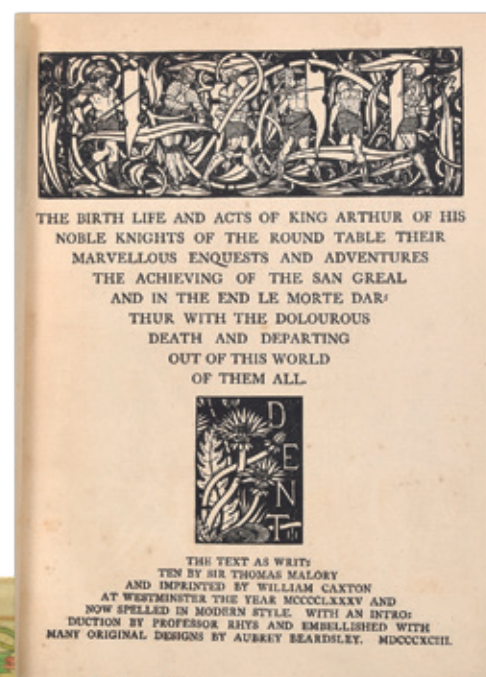 THE BIRTH LIFE AND ACTS OF KING ARTHUR OF HIS
NOBLE KNIGHTS OF THE ROUND TABLE THEIR
MARVELLOUS ENQUESTS AND ADVENTURES
THE ACHIEVING OF THE SAN GREAL
AND IN THE END LE MORTE DAR:
THUR WITH THE DOLOUROUS
DEATH AND DEPARTING
OUT OF THIS WORLD
OF THEM ALL.
DENT
THE TEXT AS WRIT:
TEN BY SIR THOMAS MALORY
AND IMPRINTED BY WILLIAM CAXTON
AT WESTMINSTER THE YEAR MCCCCLXXXV AND
NOW SPELLED IN MODERN STYLE. WITH AN INTRO:
DUCTION BY PROFESSOR RHYS AND EMBELLISHED WITH
MANY ORIGINAL DESIGNS BY AUBREY BEARDSLEY. MDCCCXCIII.